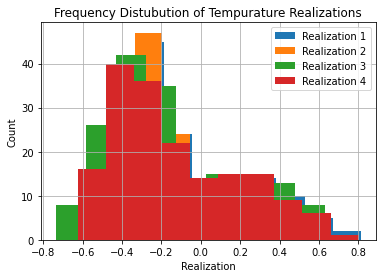 Frequency Distubution of Tempurature Realizations
Realization 1
Realization 2
Realization 3
Realization 4
Count
40
30
20
10
0
−0.8 −0.6 −0.4 −0.2 0.0 0.2 0.4 0.6 0.8
Realization